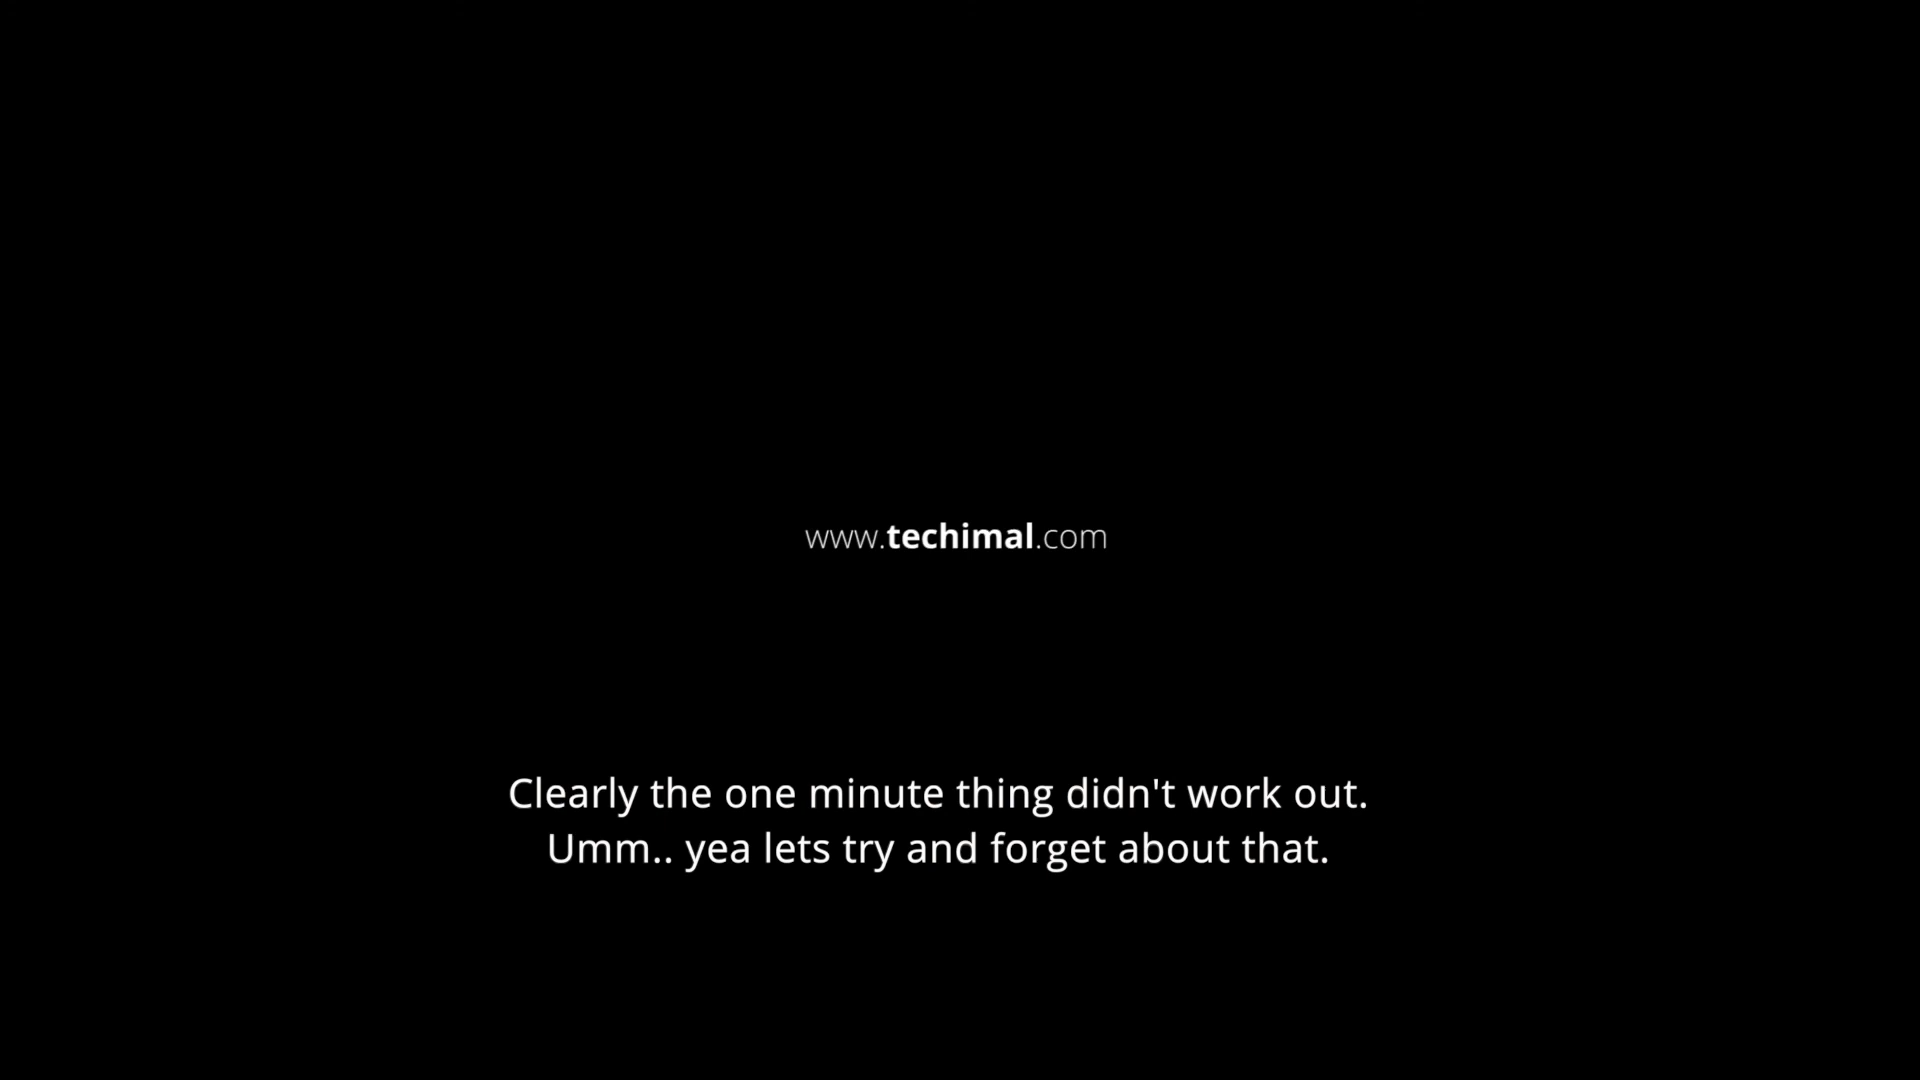 www.techimal.com
Clearly the one minute thing didn't work out.
Umm.. yea lets try and forget about that.